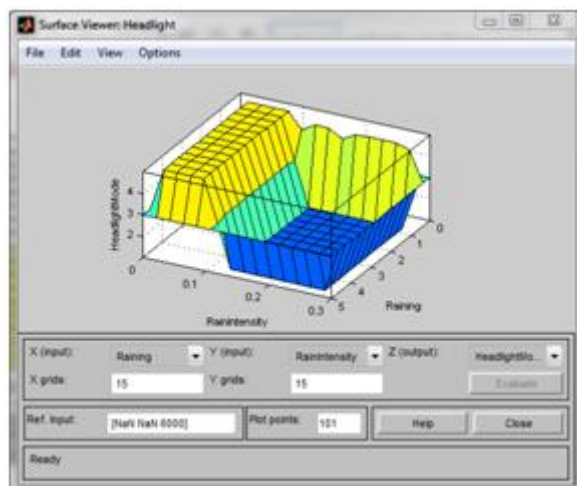 Surface Viewer: Headlight
File Edit View Options
HeadlightMode
4
3
2
0
0.1
0.2
0.3
RainIntensity
0
1
2
3
4
5
Raining
X (input): Raining Y (input): RainIntensity Z (output): HeadlightMo...
X grids: 15 Y grids: 15 Evaluate
Ref. Input: [NaN NaN 6000] Plot points: 101 Help Close
Ready